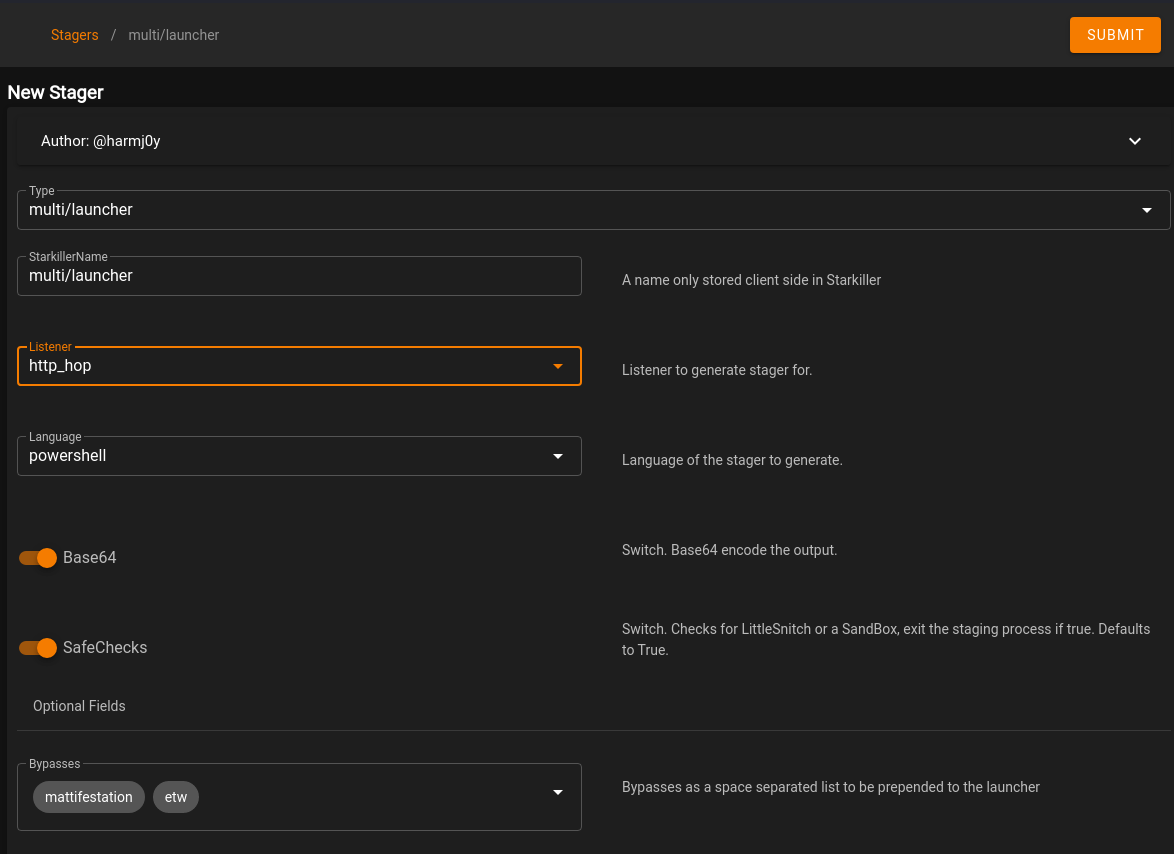 Stagers / multi/launcher
SUBMIT
New Stager
Author: @harmj0y
Type
multi/launcher
StarkillerName
multi/launcher
A name only stored client side in Starkiller
Listener
http_hop
Listener to generate stager for.
Language
powershell
Language of the stager to generate.
Base64
Switch. Base64 encode the output.
SafeChecks
Switch. Checks for LittleSnitch or a SandBox, exit the staging process if true. Defaults
to True.
Optional Fields
Bypasses
mattifestation etw
Bypasses as a space separated list to be prepended to the launcher